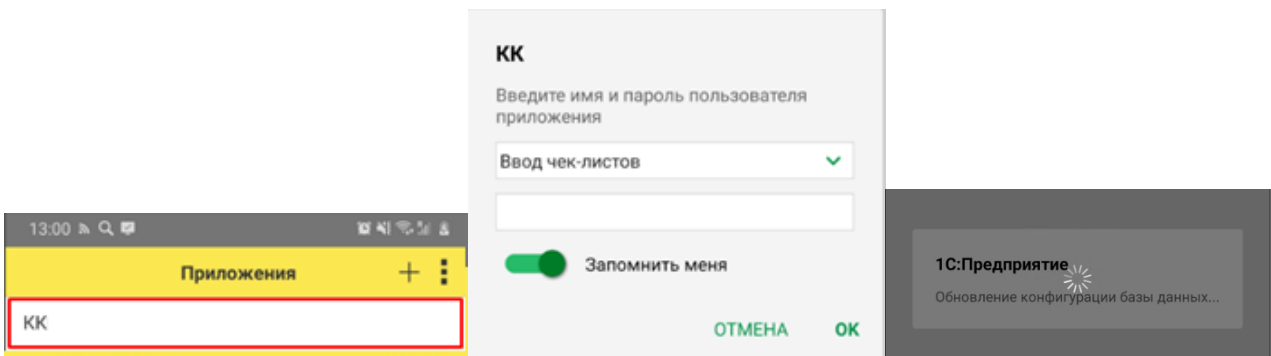 13:00
Приложения
КК
КК
Введите имя и пароль пользователя
приложения
Ввод чек-листов
Запомнить меня
ОТМЕНА ОК
1С:Предприятие
Обновление конфигурации базы данных...